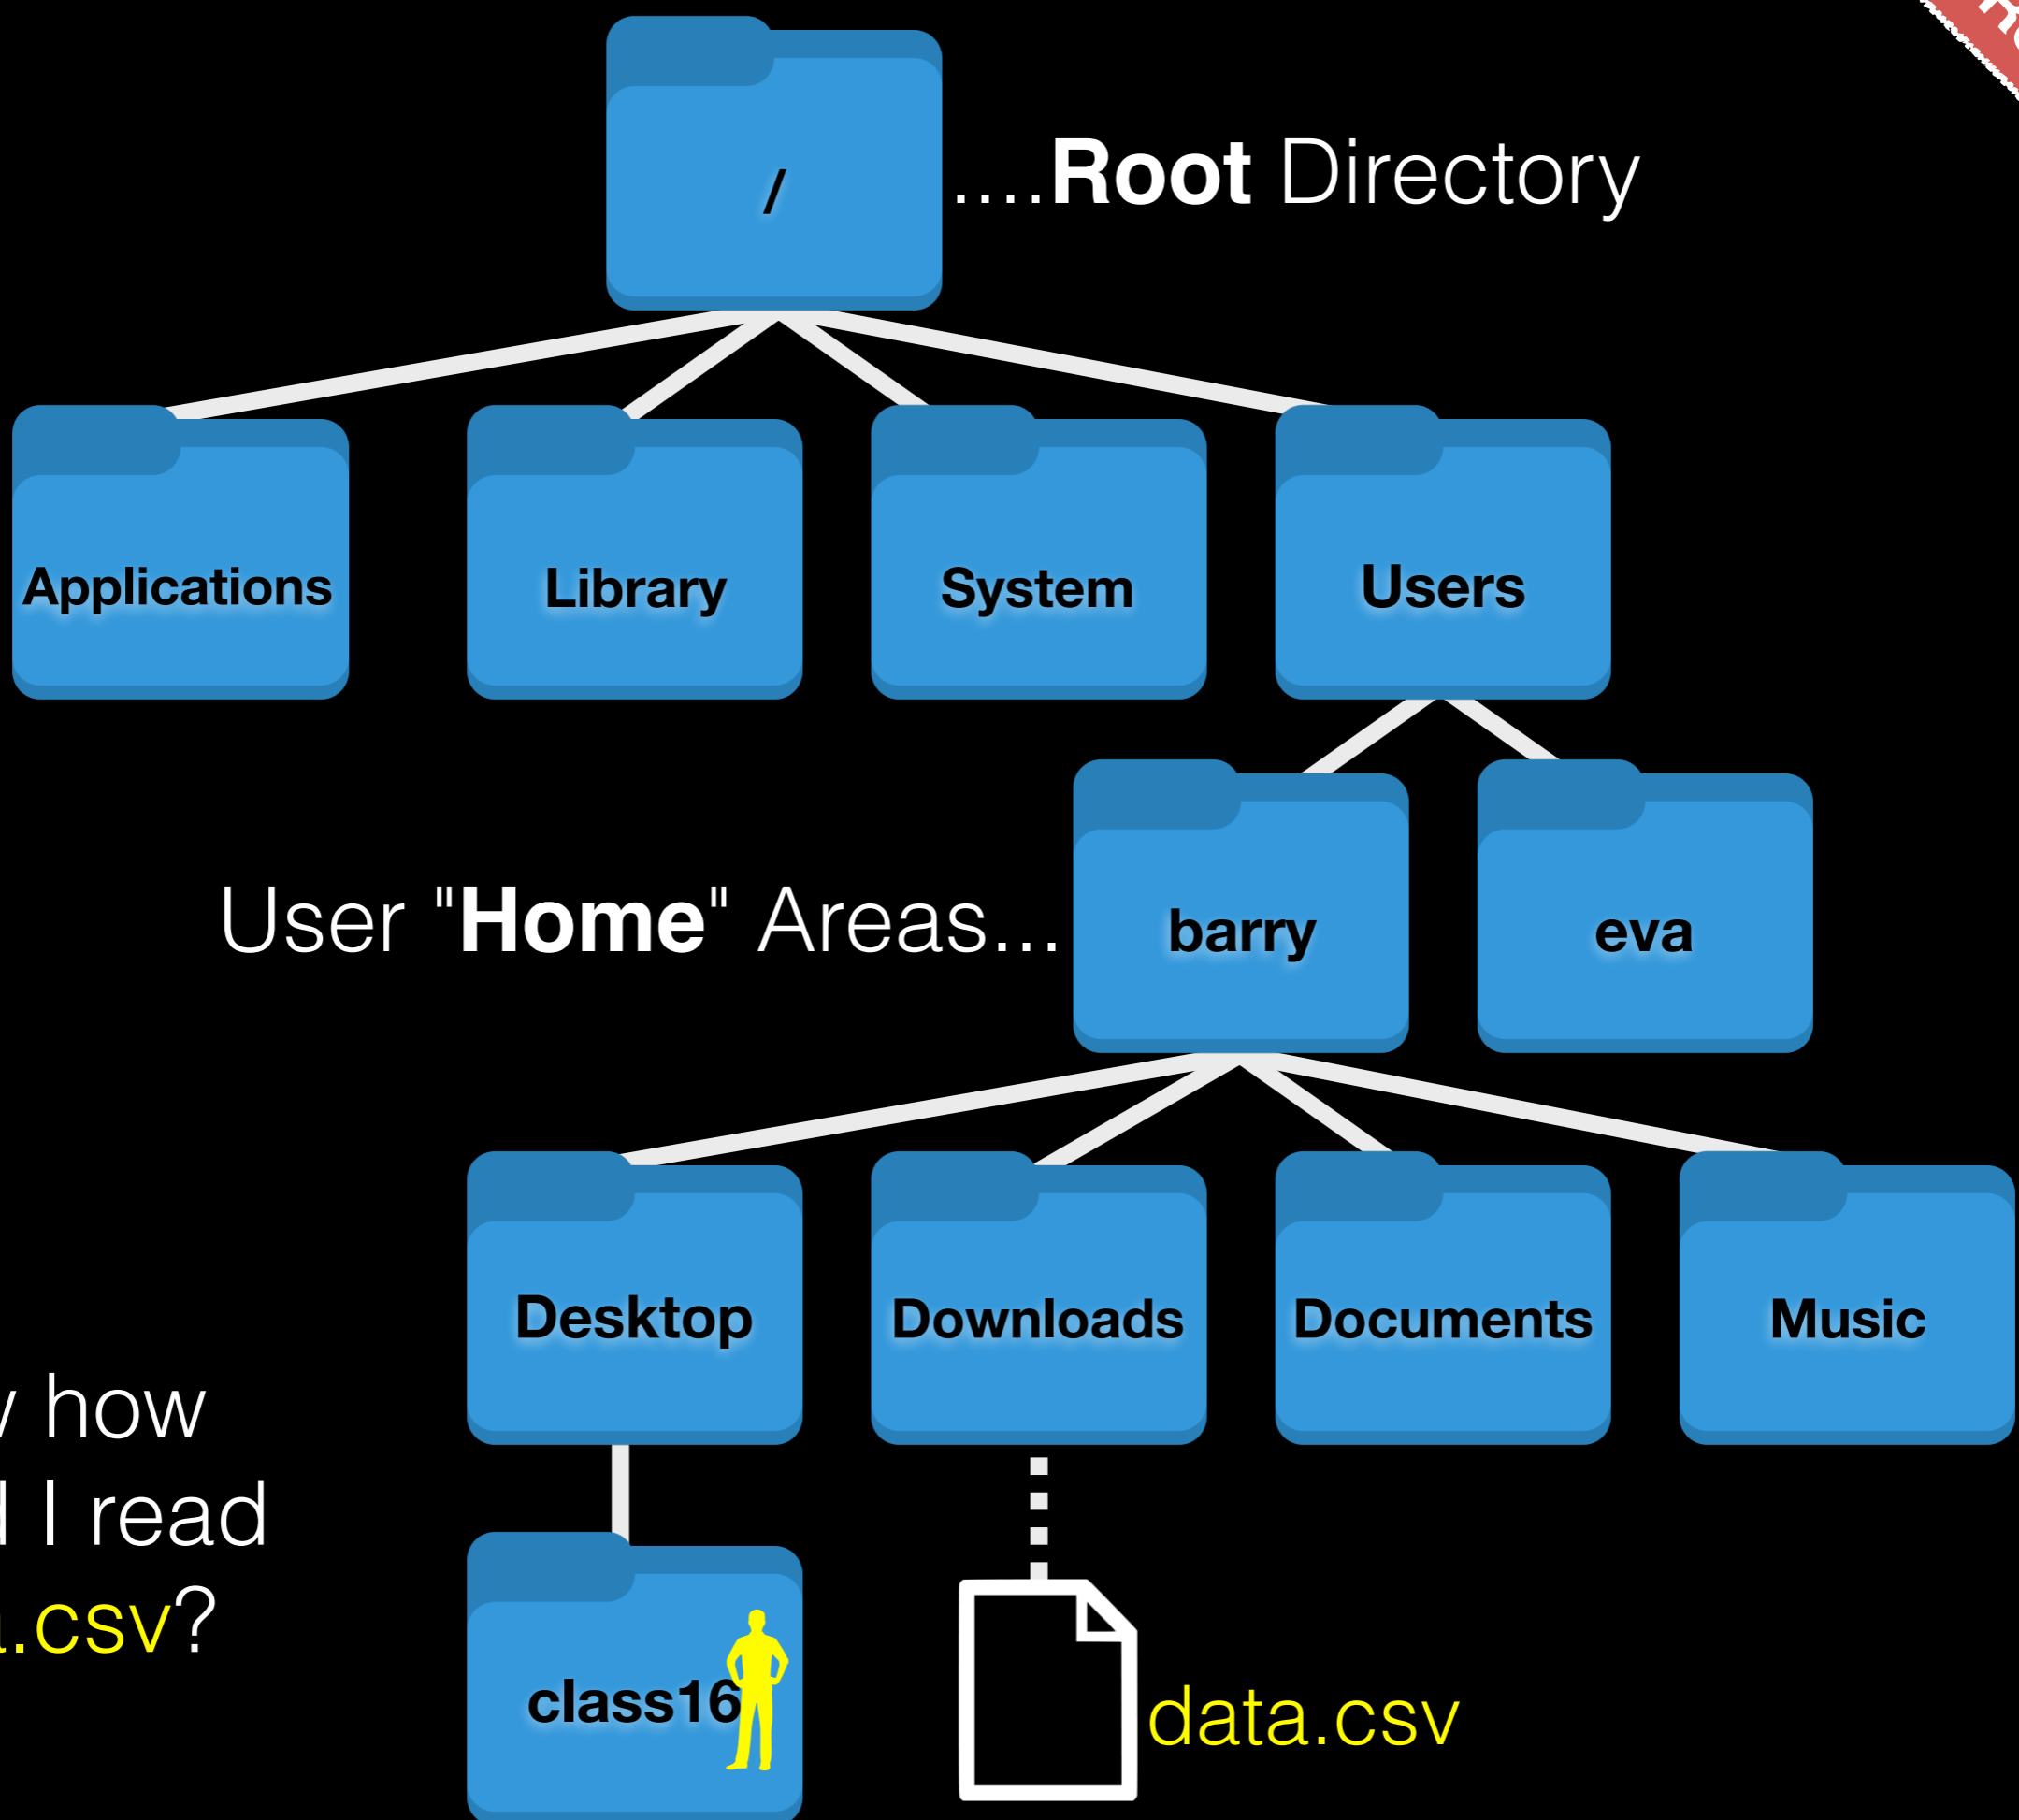 /
....Root Directory
Applications
Library
System
Users
User "Home" Areas...
barry
eva
Desktop
Downloads
Documents
Music
how
I read
.csv?
class16
data.csv